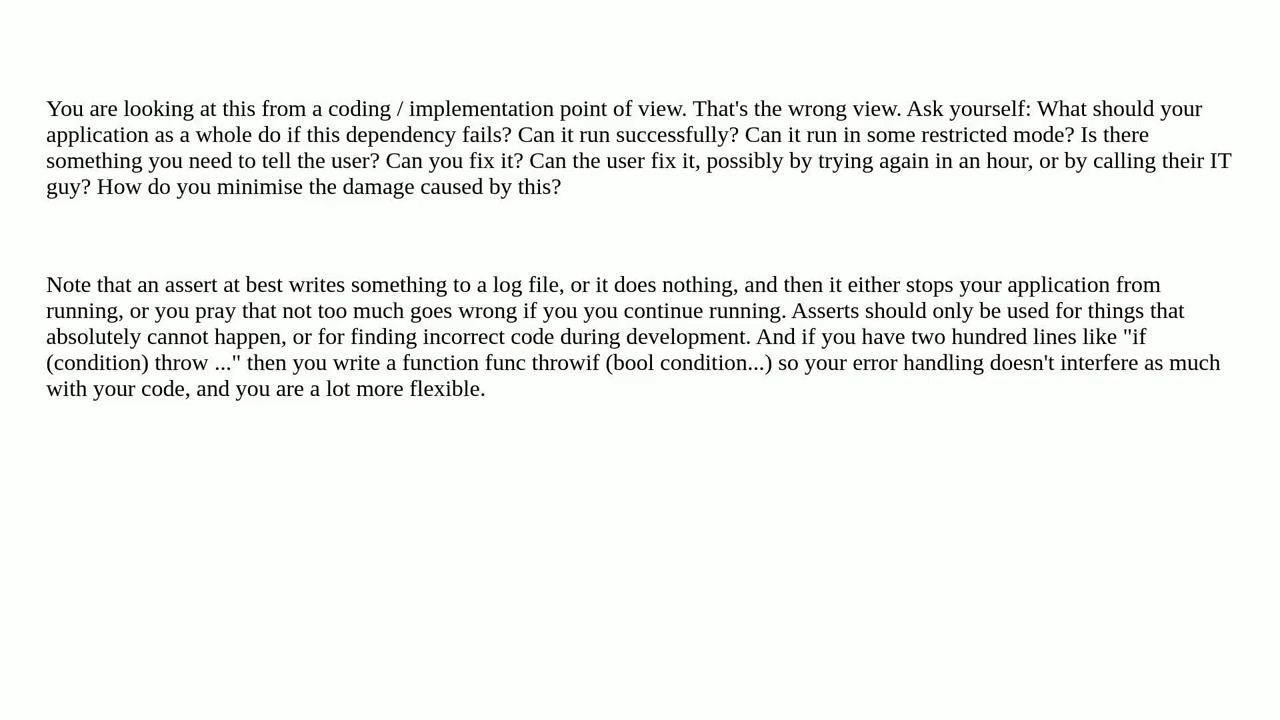 You are looking at this from a coding / implementation point of view. That's the wrong view. Ask yourself: What should your
application as a whole do if this dependency fails? Can it run successfully? Can it run in some restricted mode? Is there
something you need to tell the user? Can you fix it? Can the user fix it, possibly by trying again in an hour, or by calling their IT
guy? How do you minimise the damage caused by this?
Note that an assert at best writes something to a log file, or it does nothing, and then it either stops your application from
running, or you pray that not too much goes wrong if you you continue running. Asserts should only be used for things that
absolutely cannot happen, or for finding incorrect code during development. And if you have two hundred lines like "if
(condition) throw ..." then you write a function func throwif (bool condition...) so your error handling doesn't interfere as much
with your code, and you are a lot more flexible.